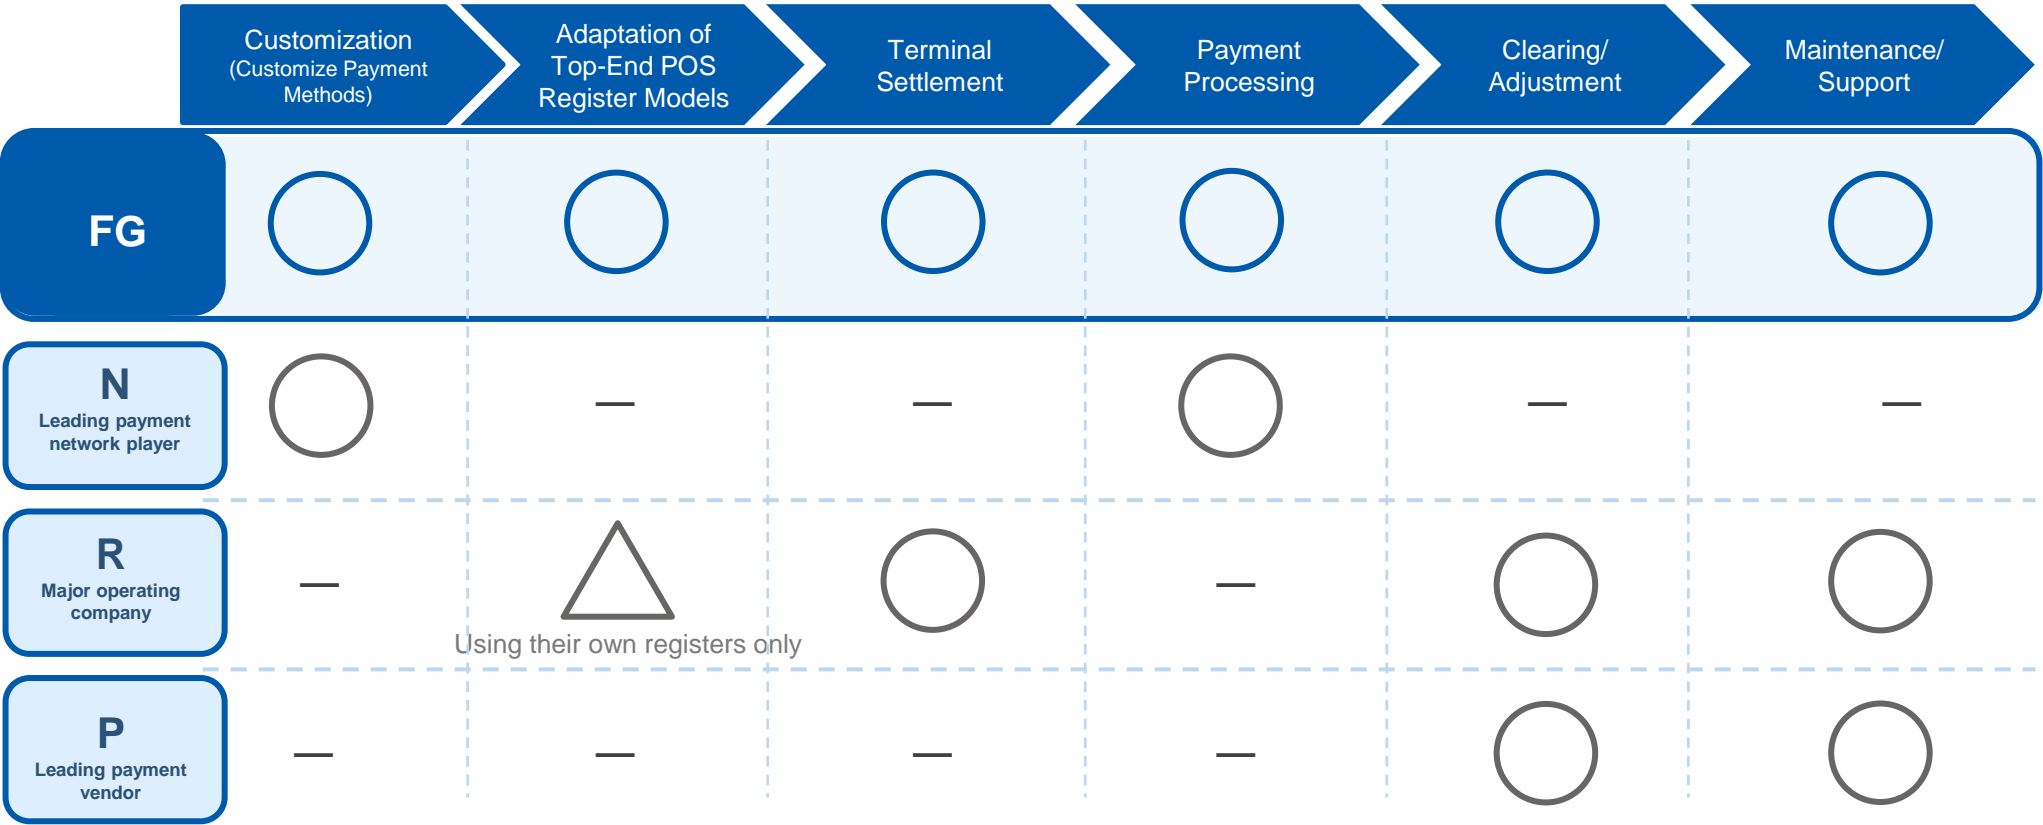 Customization
(Customize Payment
Methods)
Adaptation of
Top-End POS
Register Models
Terminal
Settlement
Payment
Processing
Clearing/
Adjustment
Maintenance/
Support
FG
N
Leading payment
network player
— — — —
R
Major operating
company
— —
Using their own registers only
P
Leading payment
vendor
— — — —